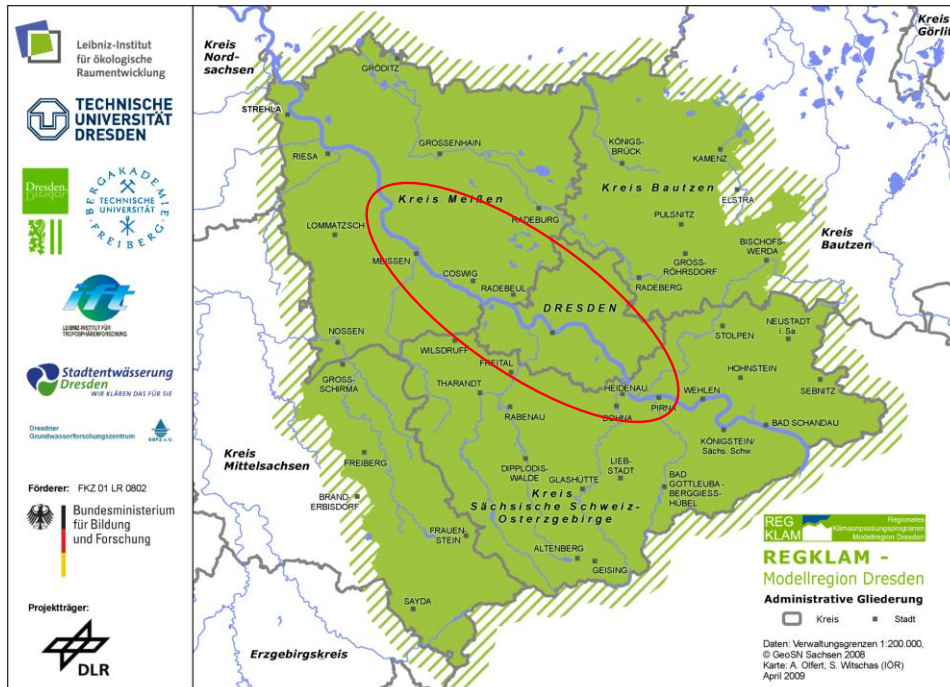 Leibniz-Institut
für ökologische
Raumentwicklung
TECHNISCHE
UNIVERSITÄT
DRESDEN
Dresden.
BERGAKADEMIE
TECHNISCHE
UNIVERSITÄT
FREIBERG
ift
LEIBNIZ-INSTITUT FÜR
TROPOSPHÄRENFORSCHUNG
Stadtentwässerung
Dresden
WIR KLÄREN DAS FÜR SIE
Dresdner
Grundwasserforschungszentrum
DGFZ e.V.
Förderer: FKZ 01 LR 0802
Bundesministerium
für Bildung
und Forschung
Projektträger:
DLR
Kreis
Nord-
sachsen
Kreis
Görlit
GRÖDITZ
STREHLA
RIESA
GROSSENHAIN
KÖNIGS-
BRÜCK
KAMENZ
Kreis Bautzen
ELSTRA
Kreis Meißen
RADEBURG
PULSNITZ
Kreis
Bautzen
LOMMATZSCH
MEISSEN
GROSS-
RÖHRSDORF
BISCHOFS-
WERDA
COSWIG
RADEBEUL
RADEBERG
DRESDEN
NOSSEN
WILSDRUFF
STOLPEN
NEUSTADT
i. Sa
FREITAL
GROSS-
SCHIRMA
THARANDT
HEIDENAU
HOHNSTEIN
WEHLEN
SEBNITZ
RABENAU
DOHNA
PIRNA
BAD SCHANDAU
KÖNIGSTEIN/
Sächs. Schw.
Kreis
Mittelsachsen
FREIBERG
DIPPLODIS-
WALDE
LIEB-
STADT
GLASHÜTTE
BAD
GOTTLEUBA-
BERGGIESS-
HÜBEL
BRAND-
ERBISDORF
Kreis
Sächsische Schweiz-
Osterzgebirge
FRAUEN-
STEIN
ALTENBERG
GEISING
SAYDA
Erzgebirgskreis
REG
KLAM
Regionales
Klimaanpassungsprogramm
Modellregion Dresden
REGKLAM -
Modellregion Dresden
Administrative Gliederung
Kreis
Stadt
Daten: Verwaltungsgrenzen 1:200.000,
© GeoSN Sachsen 2008
Karte: A. Olfert, S. Witschas (IÖR)
April 2009